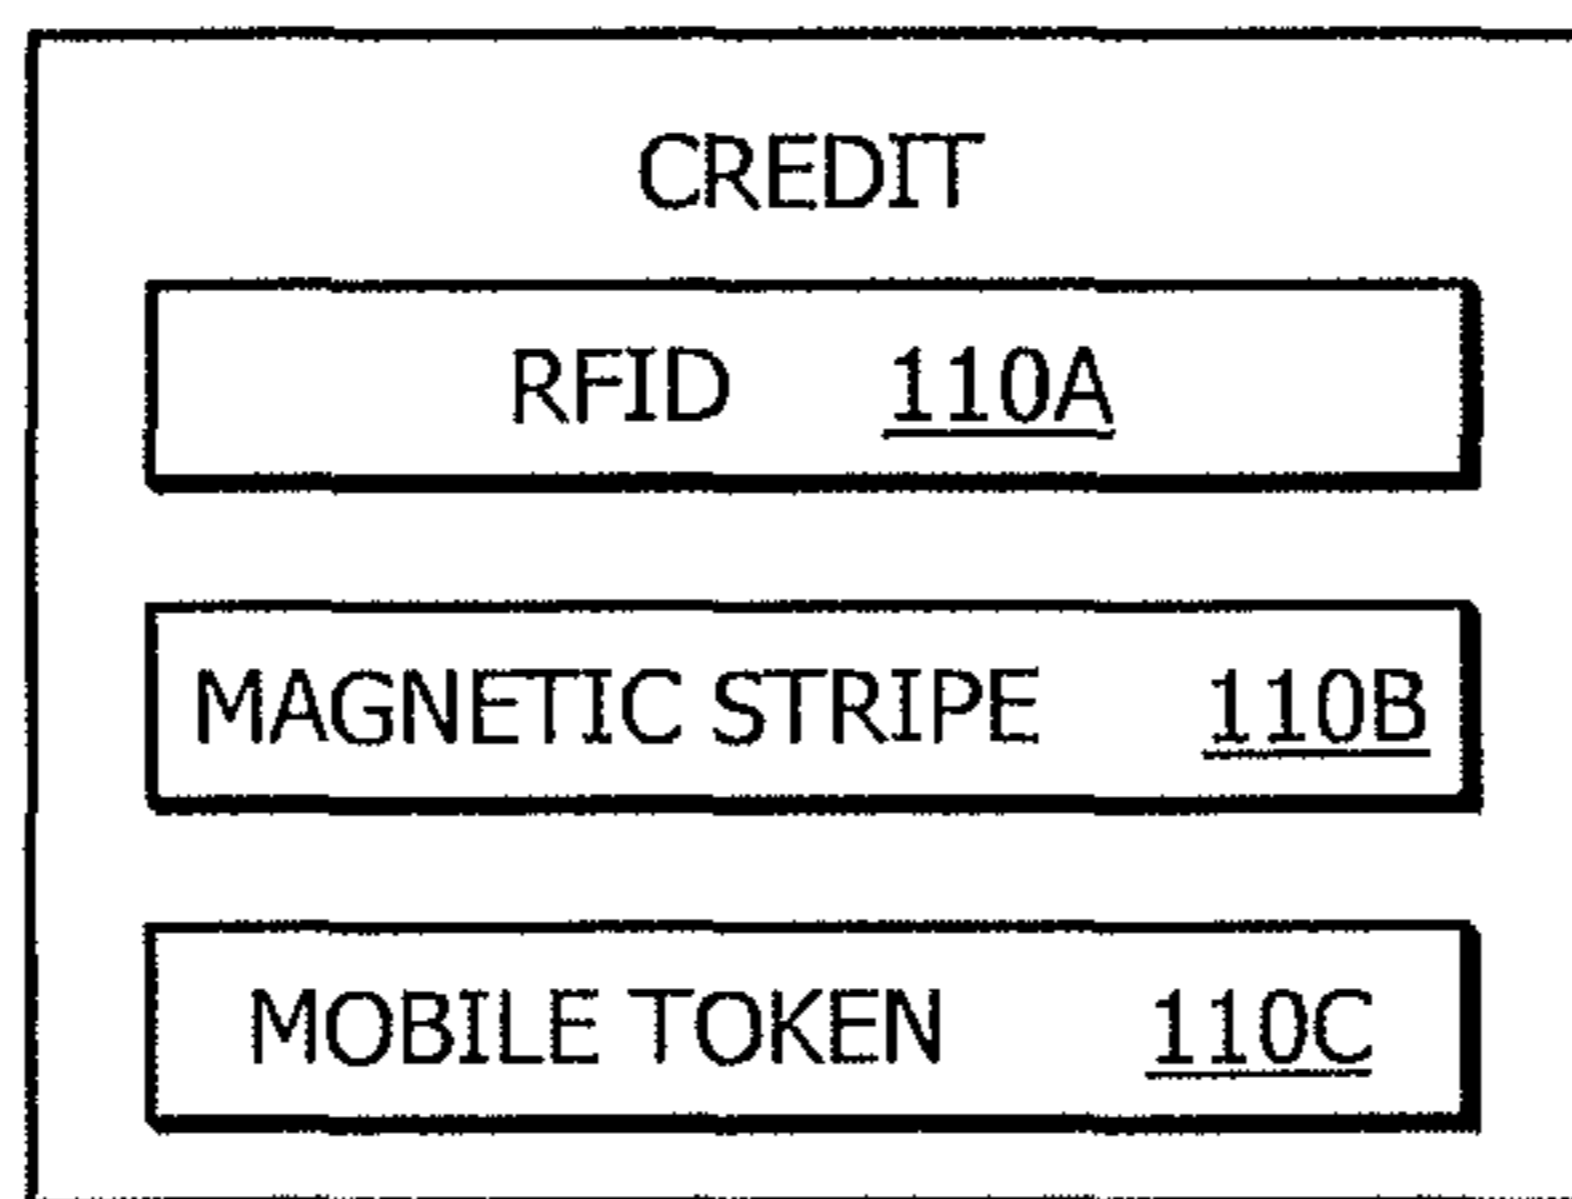 CREDIT
RFID 110A
MAGNETIC STRIPE 110B
MOBILE TOKEN 110C